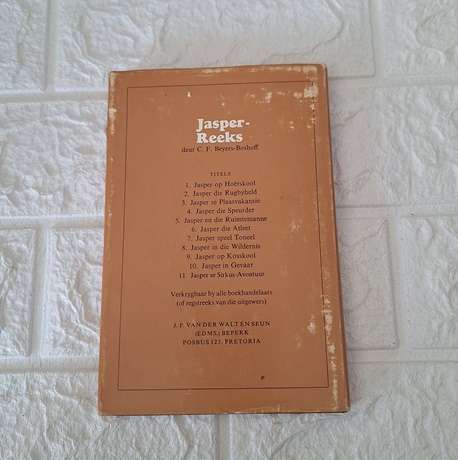 Jasper-
Reeks
deur C. F. Beyers-Boshoff
TITELS
1. Jasper op Hoërskool
2. Jasper die Rugbyheld
3. Jasper se Plaasvakansie
4. Jasper die Speurder
5. Jasper en die Ruimtemanne
6. Jasper die Atleet
7. Jasper speel Toneel
8. Jasper in die Wildernis
9. Jasper op Kosskool
10. Jasper in Gevaar
11. Jasper se Sirkus-Avontuur
Verkrygbaar by alle boekhandelaars
(of regstreeks van die uitgewers)
J. P. VAN DER WALT EN SEUN
(EDMS.) BEPERK
POSBUS 123, PRETORIA